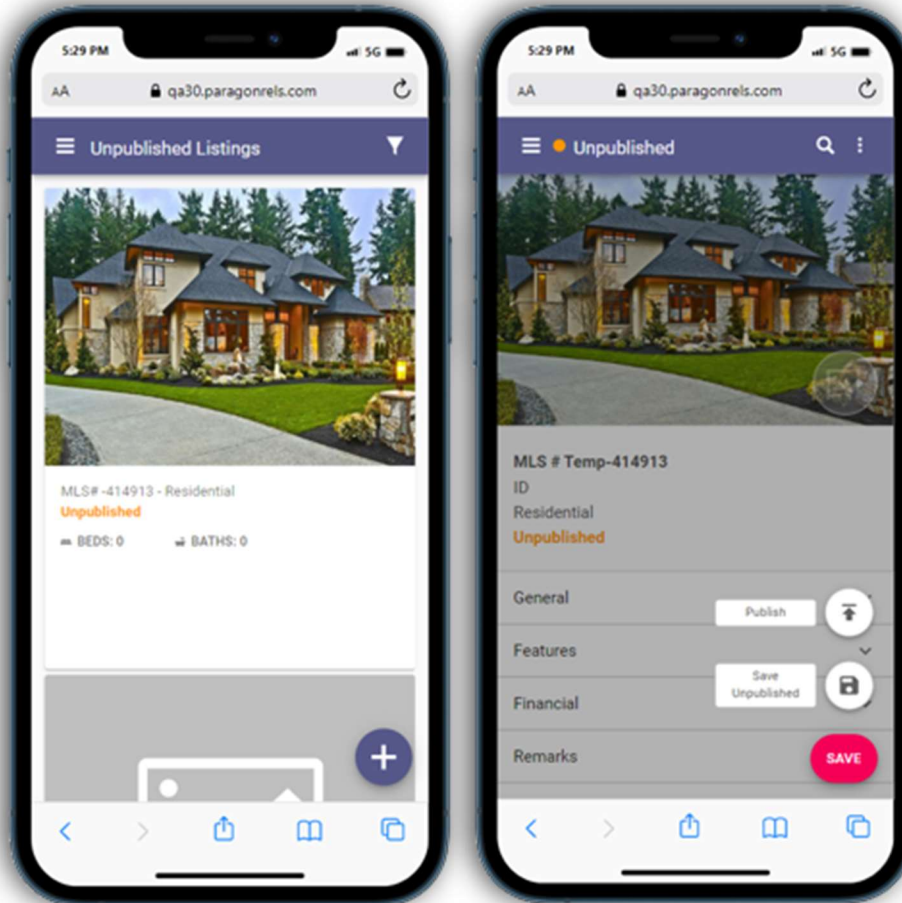 5:29 PM
5G
AA
qa30.paragonrels.com
Unpublished Listings
MLS# -414913 - Residential
Unpublished
BEDS: 0
BATHS: 0
5:29 PM
5G
AA
qa30.paragonrels.com
Unpublished
MLS # Temp-414913
ID
Residential
Unpublished
General
Publish
Features
Save
Unpublished
Financial
Remarks
SAVE